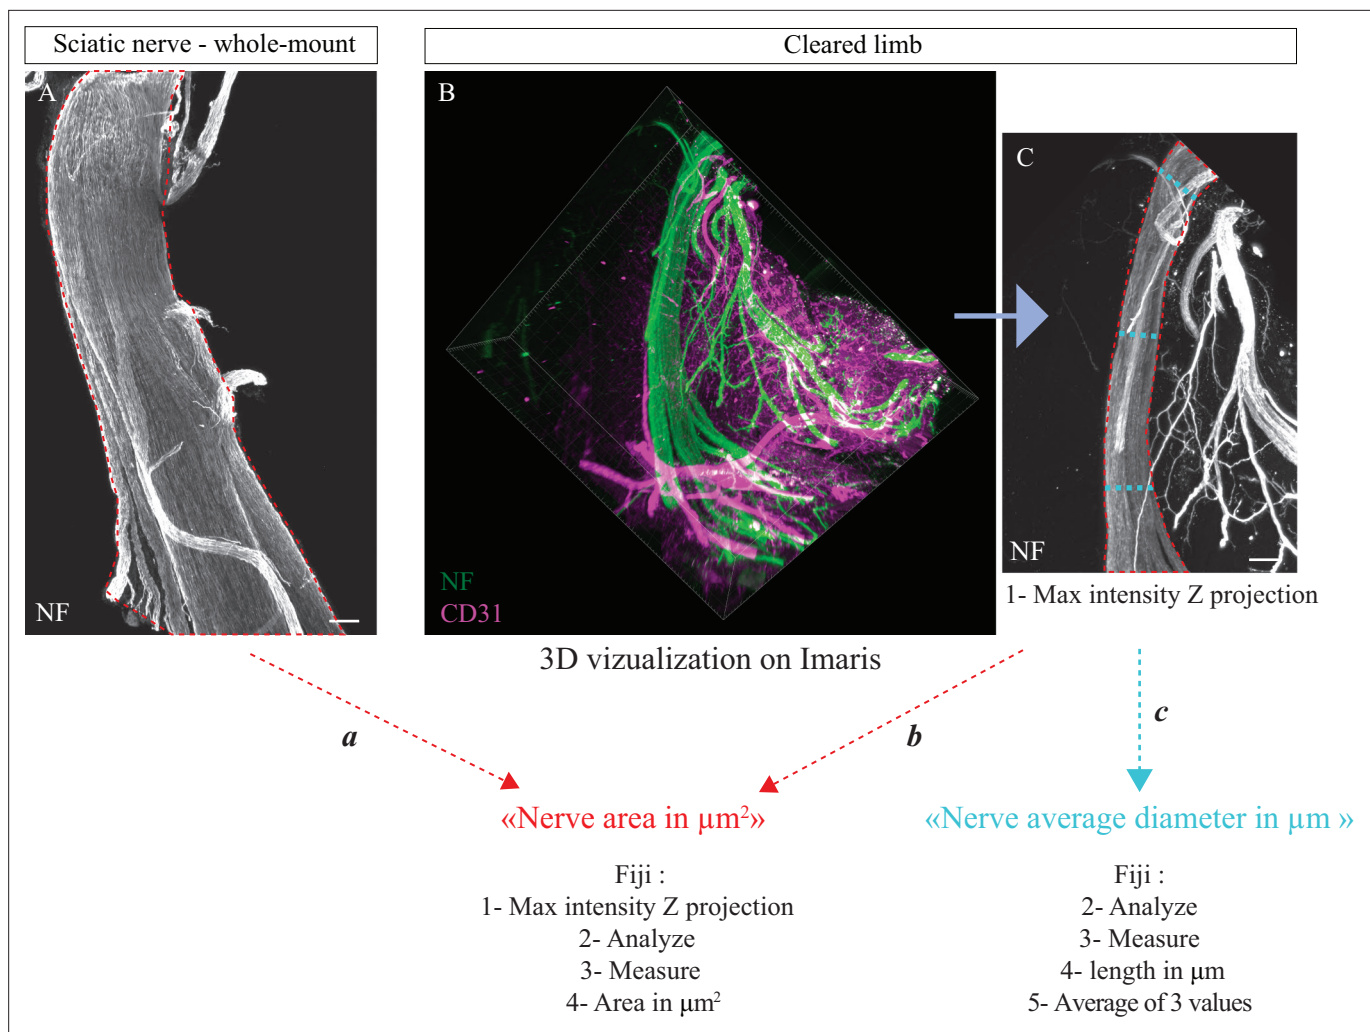 Sciatic nerve - whole-mount
Cleared limb
A
NF
B
NF
CD31
C
NF
1- Max intensity Z projection
3D vizualization on Imaris
a
b
c
«Nerve area in µm²»
Fiji :
1- Max intensity Z projection
2- Analyze
3- Measure
4- Area in µm²
«Nerve average diameter in µm »
Fiji :
2- Analyze
3- Measure
4- length in µm
5- Average of 3 values